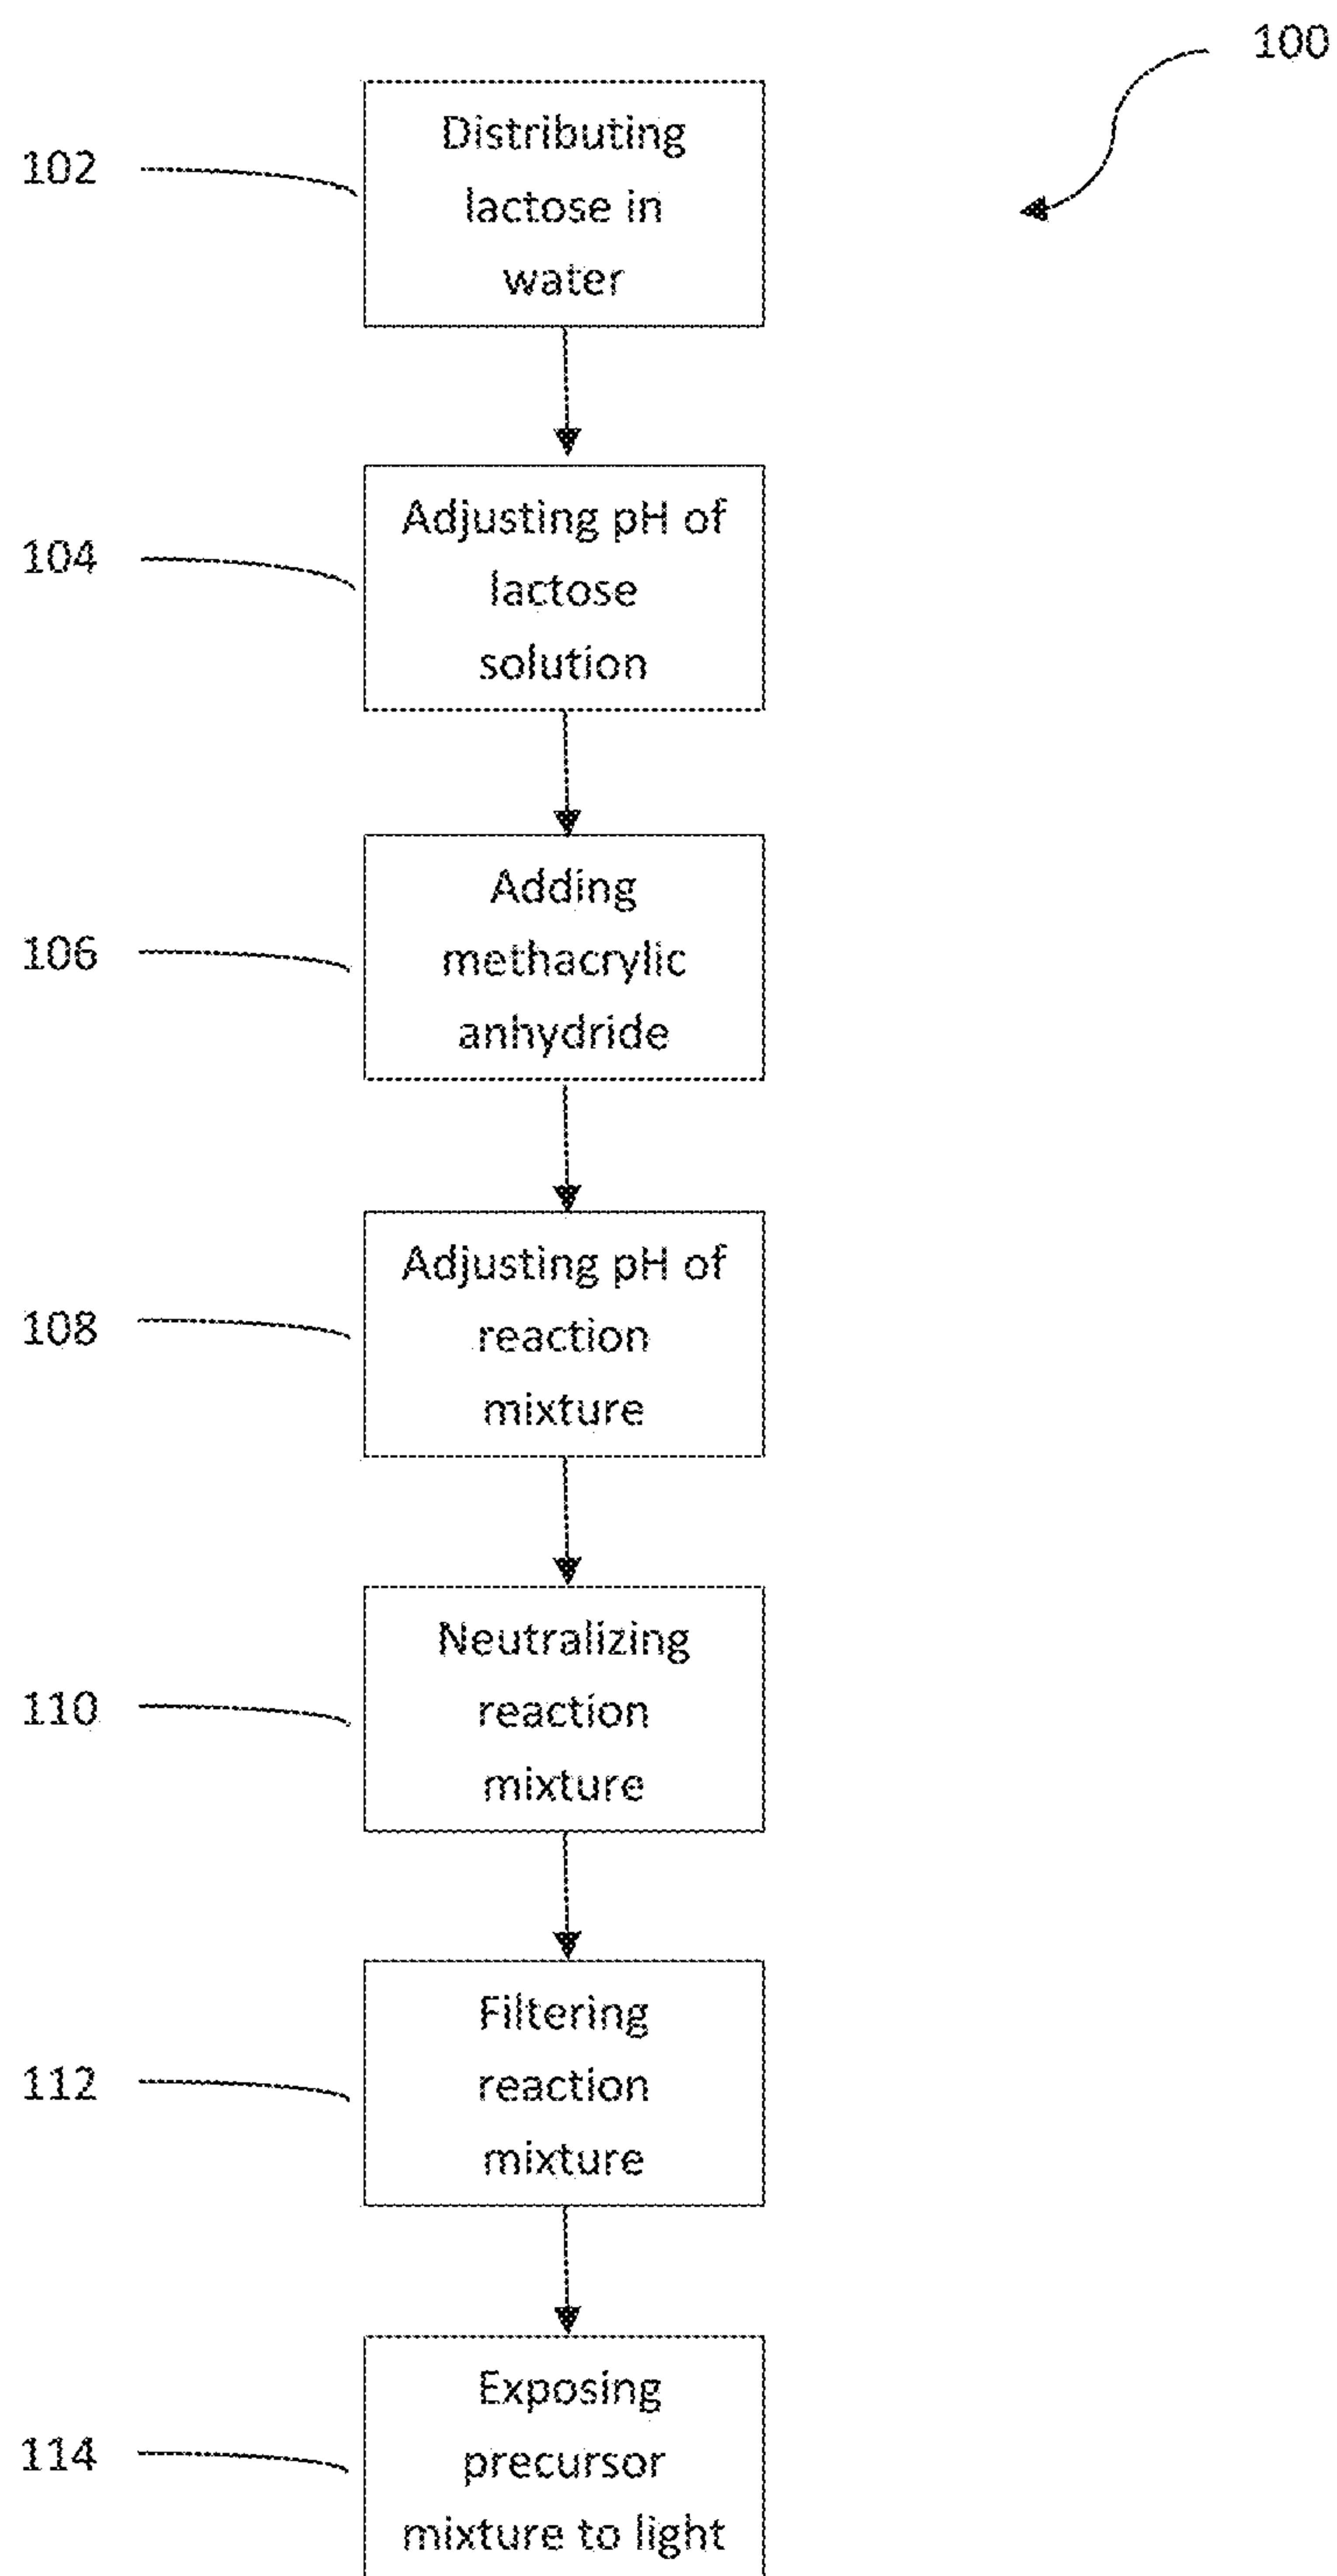 100
102
Distributing
lactose in
water
104
Adjusting pH of
lactose
solution
106
Adding
methacrylic
anhydride
108
Adjusting pH of
reaction
mixture
110
Neutralizing
reaction
mixture
112
Filtering
reaction
mixture
114
Exposing
precursor
mixture to light